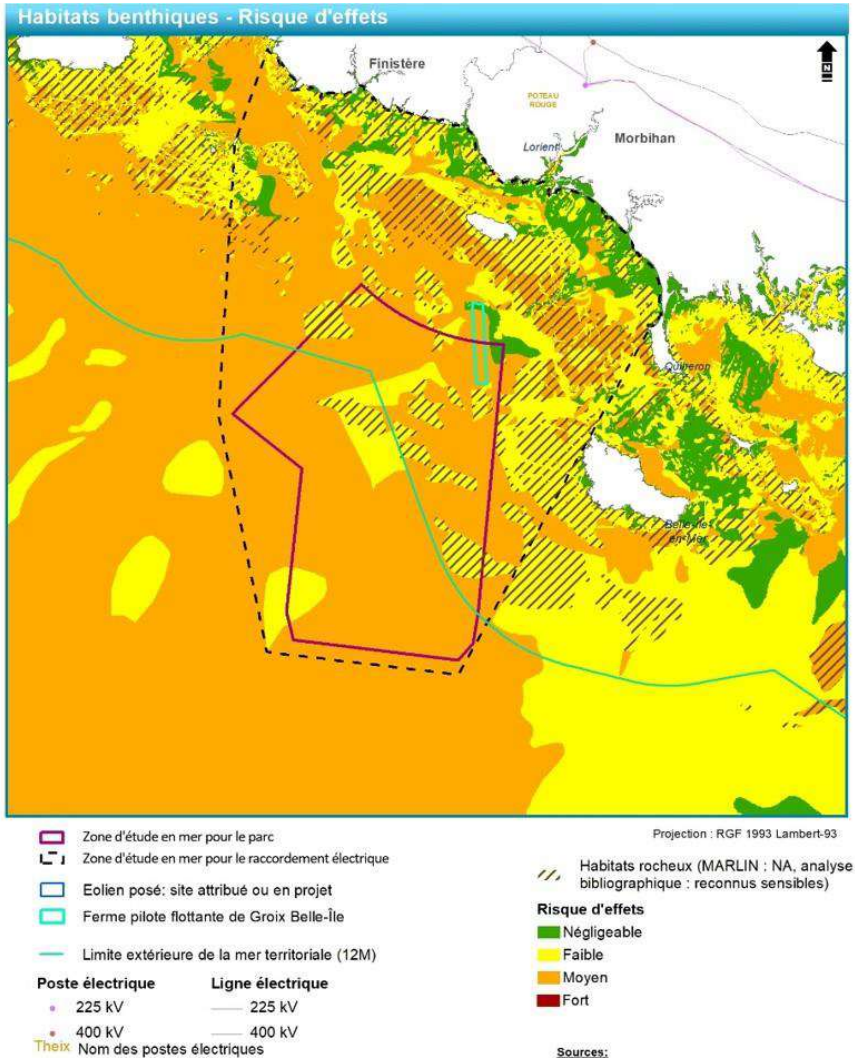 Habitats benthiques - Risque d'effets
Finistère
N
POTEAU
ROUGE
Morbihan
Lorient
Quiberon
Belle-Ile-
en-Mer
Projection : RGF 1993 Lambert-93
Zone d'étude en mer pour le parc
Zone d'étude en mer pour le raccordement électrique
Eolien posé: site attribué ou en projet
Ferme pilote flottante de Groix Belle-Île
Limite extérieure de la mer territoriale (12M)
Poste électrique
Ligne électrique
225 kV
225 kV
400 kV
400 kV
Theix Nom des postes électriques
Habitats rocheux (MARLIN : NA, analyse
bibliographique : reconnus sensibles)
Risque d'effets
Négligeable
Faible
Moyen
Fort
Sources: